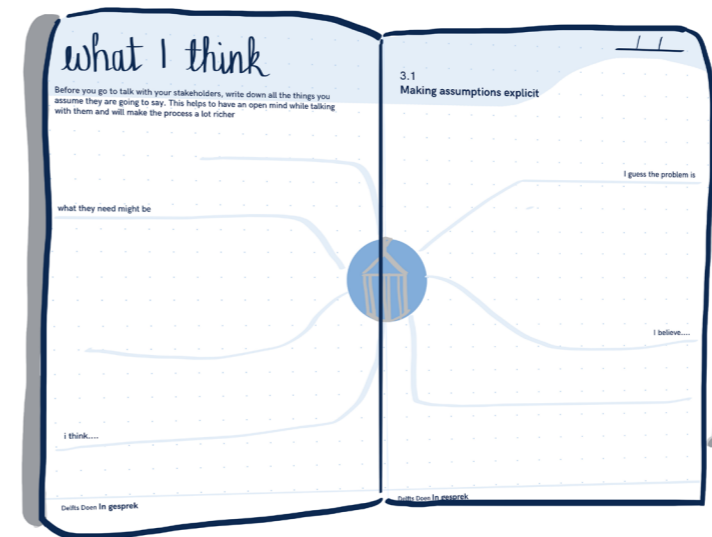 what I think
Before you go to talk with your stakeholders, write down all the things you
assume they are going to say. This helps to have an open mind while talking
with them and will make the process a lot richer
what they need might be
i think.....
Delfts Doen In gesprek
3.1
Making assumptions explicit
I guess the problem is
I believe....
Delfts Doen In gesprek